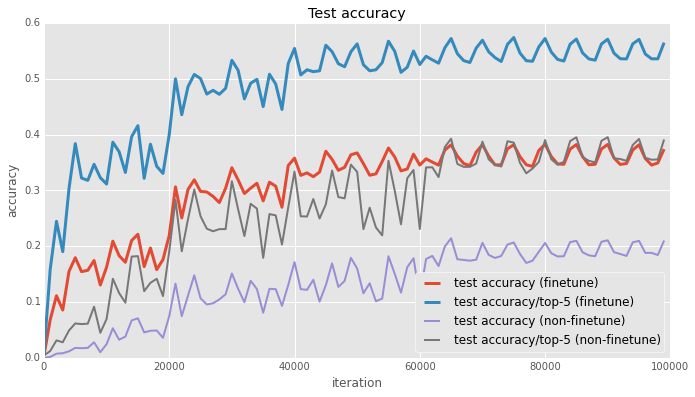 Test accuracy
0.6
0.5
0.4
0.3
0.2
0.1
0.0
accuracy
test accuracy (finetune)
test accuracy/top-5 (finetune)
test accuracy (non-finetune)
test accuracy/top-5 (non-finetune)
0 20000 40000 60000 80000 100000
iteration